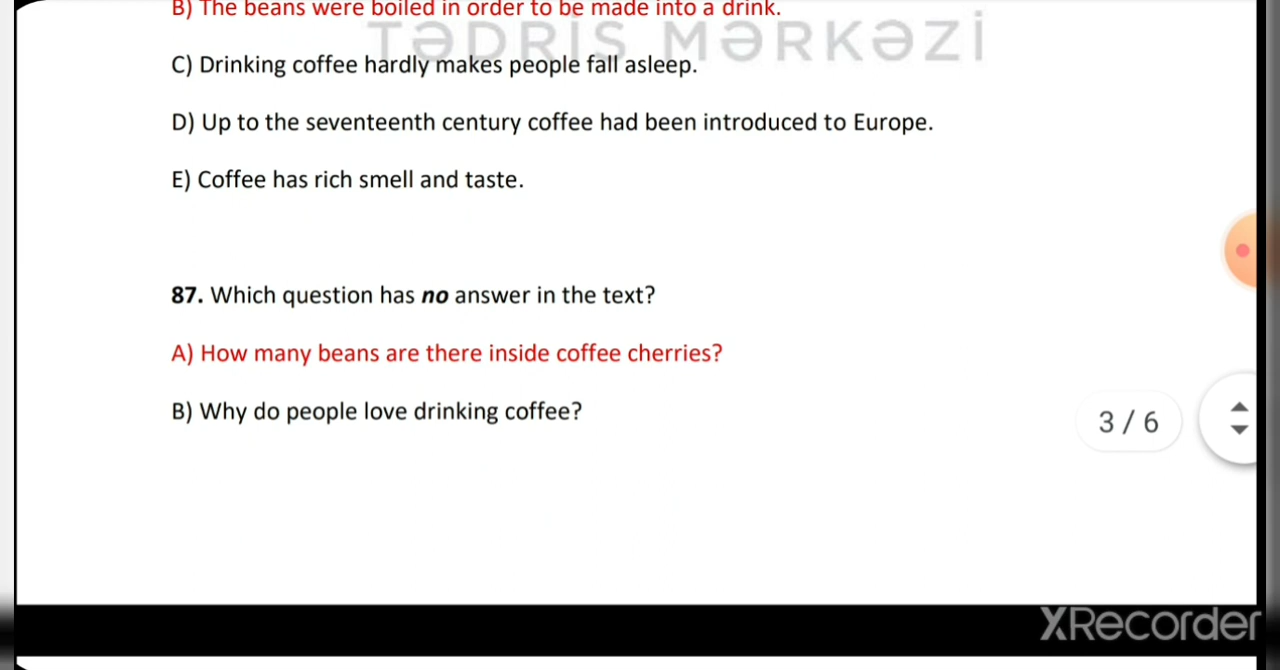 B) The beans were boiled in order to be made into a drink.
TƏDRİS MƏRKƏZİ
C) Drinking coffee hardly makes people fall asleep.
D) Up to the seventeenth century coffee had been introduced to Europe.
E) Coffee has rich smell and taste.
87. Which question has no answer in the text?
A) How many beans are there inside coffee cherries?
B) Why do people love drinking coffee?
3 / 6
XRecorder